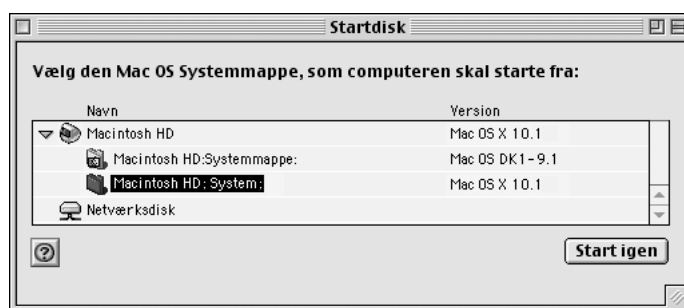 Startdisk
Vælg den Mac OS Systemmappe, som computeren skal starte fra:
Navn Version
Macintosh HD Mac OS X 10.1
Macintosh HD:Systemmappe: Mac OS DK1-9.1
Macintosh HD: System: Mac OS X 10.1
Netværksdisk
? Start igen